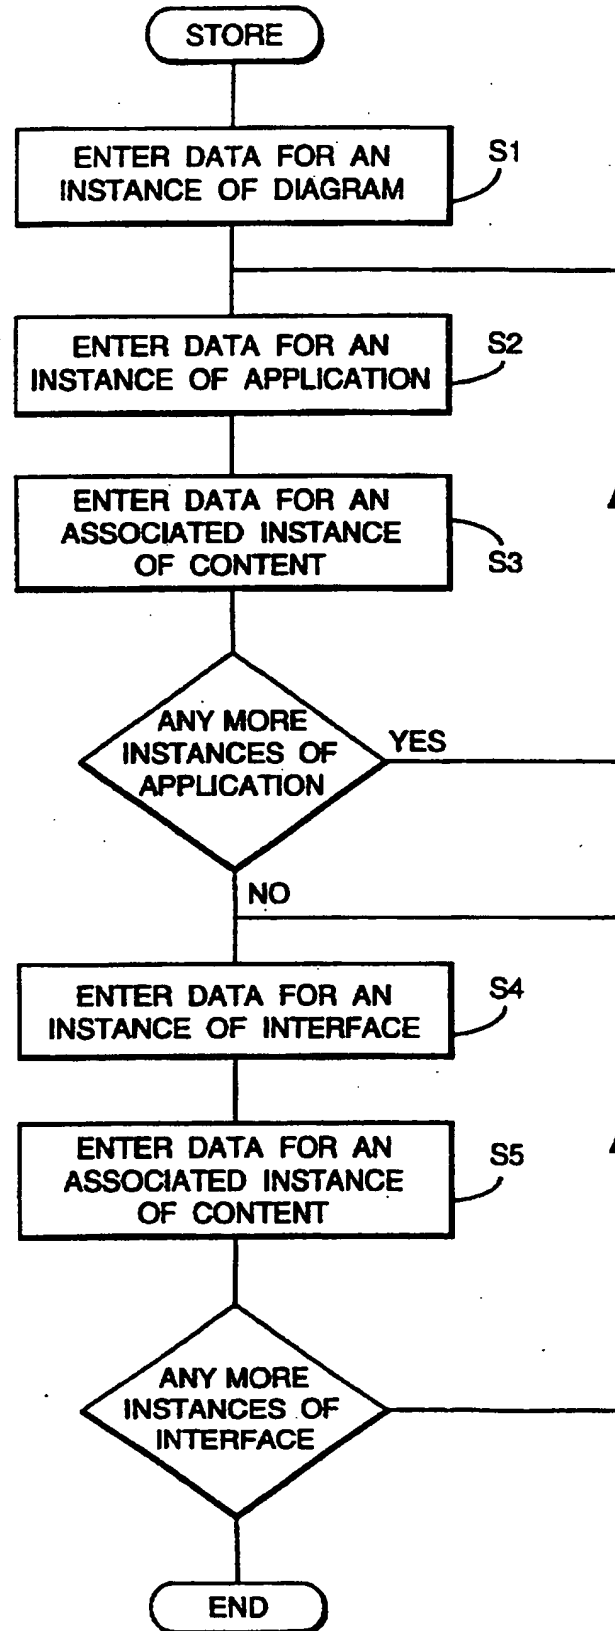 STORE
ENTER DATA FOR AN
INSTANCE OF DIAGRAM
S1
ENTER DATA FOR AN
INSTANCE OF APPLICATION
S2
ENTER DATA FOR AN
ASSOCIATED INSTANCE
OF CONTENT
S3
ANY MORE
INSTANCES OF
APPLICATION
YES
NO
ENTER DATA FOR AN
INSTANCE OF INTERFACE
S4
ENTER DATA FOR AN
ASSOCIATED INSTANCE
OF CONTENT
S5
ANY MORE
INSTANCES OF
INTERFACE
END